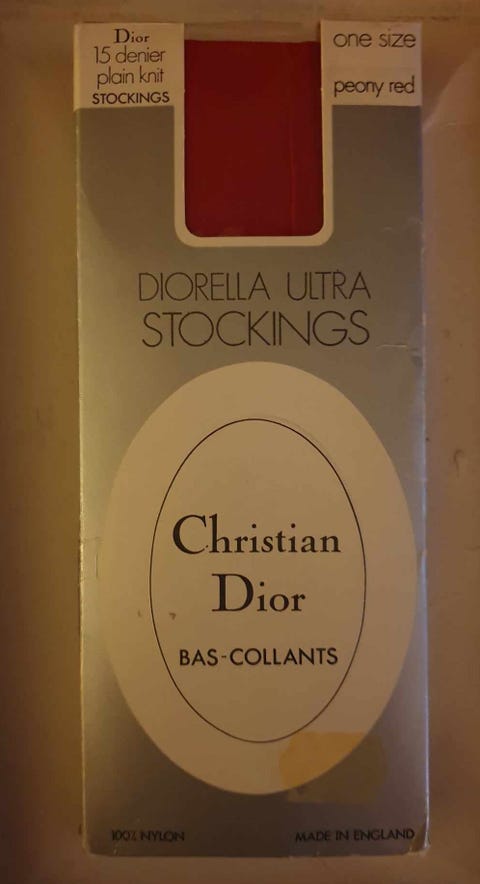 Dior
15 denier
plain knit
STOCKINGS
one size
peony red
DIORELLA ULTRA
STOCKINGS
Christian
Dior
BAS-COLLANTS
100% NYLON
MADE IN ENGLAND